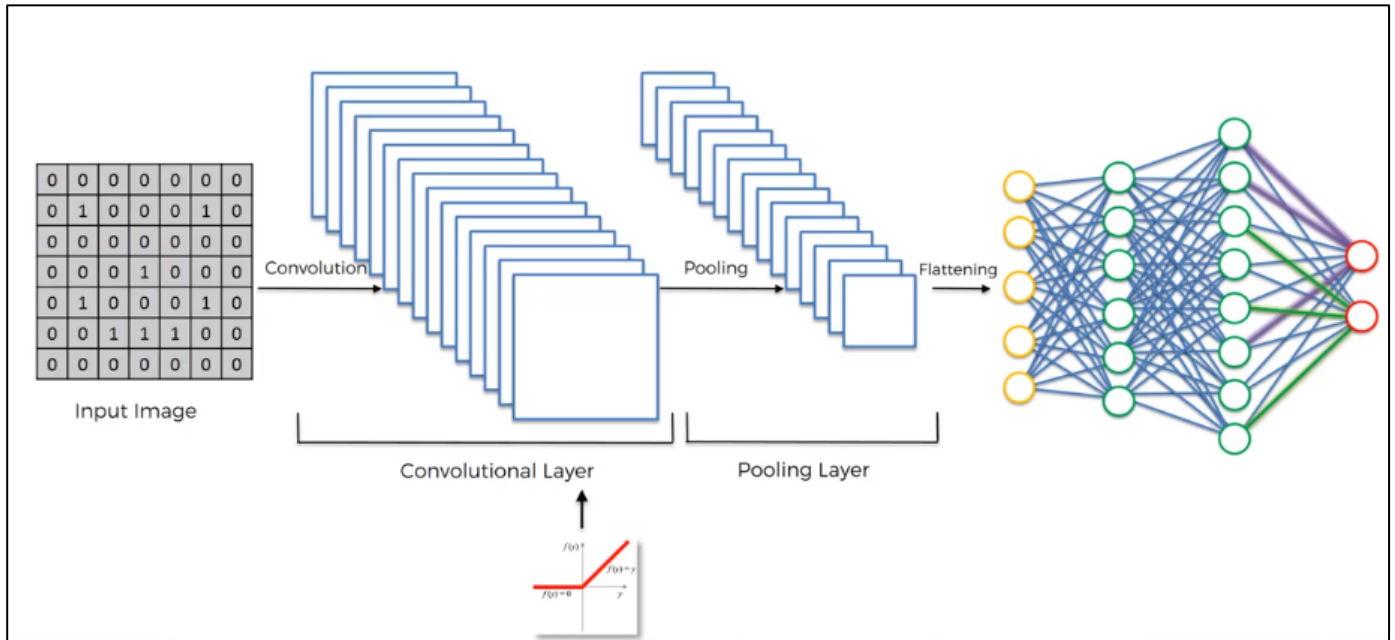 0 0 0 0 0 0 0
0 1 0 0 0 1 0
0 0 0 0 0 0 0
0 0 0 1 0 0 0
0 1 0 0 0 1 0
0 0 1 1 1 0 0
0 0 0 0 0 0 0
Input Image
Convolution
Pooling
Flattening
Convolutional Layer
Pooling Layer
f(y)
f(y)=y
f(y)=0
y